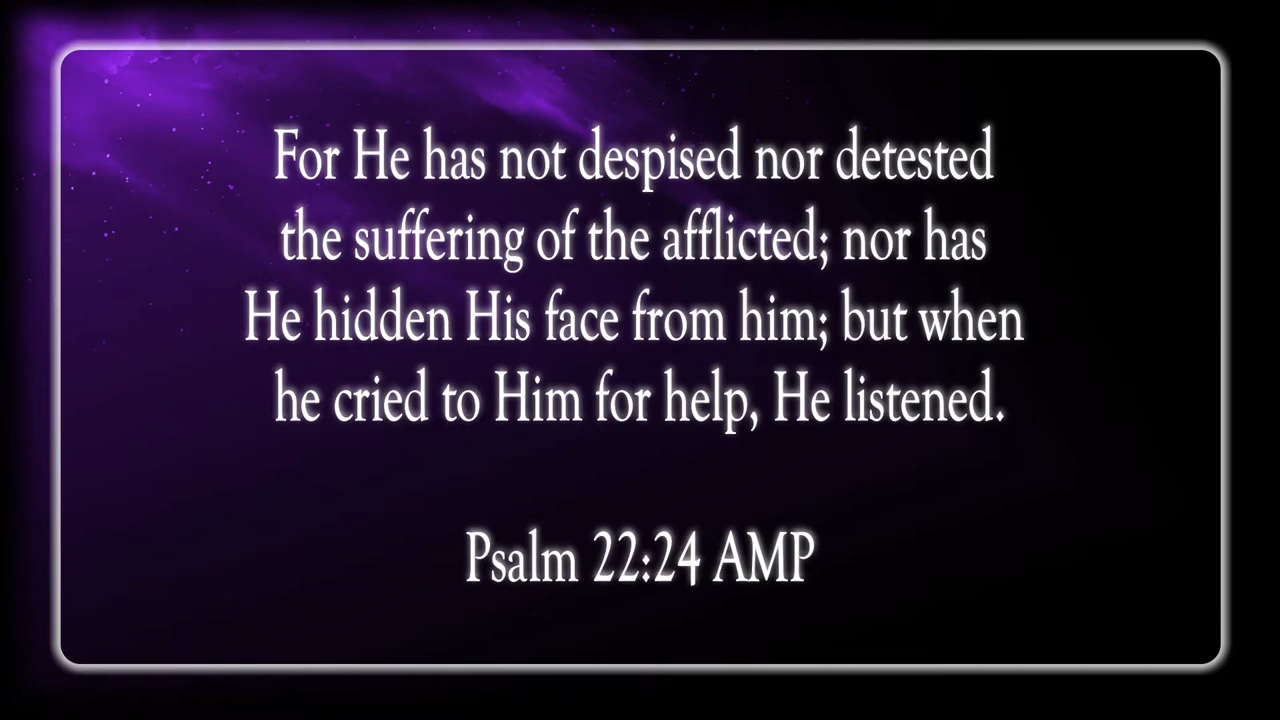 For He has not despised nor detested
the suffering of the afflicted; nor has
He hidden His face from him; but when
he cried to Him for help, He listened.
Psalm 22:24 AMP